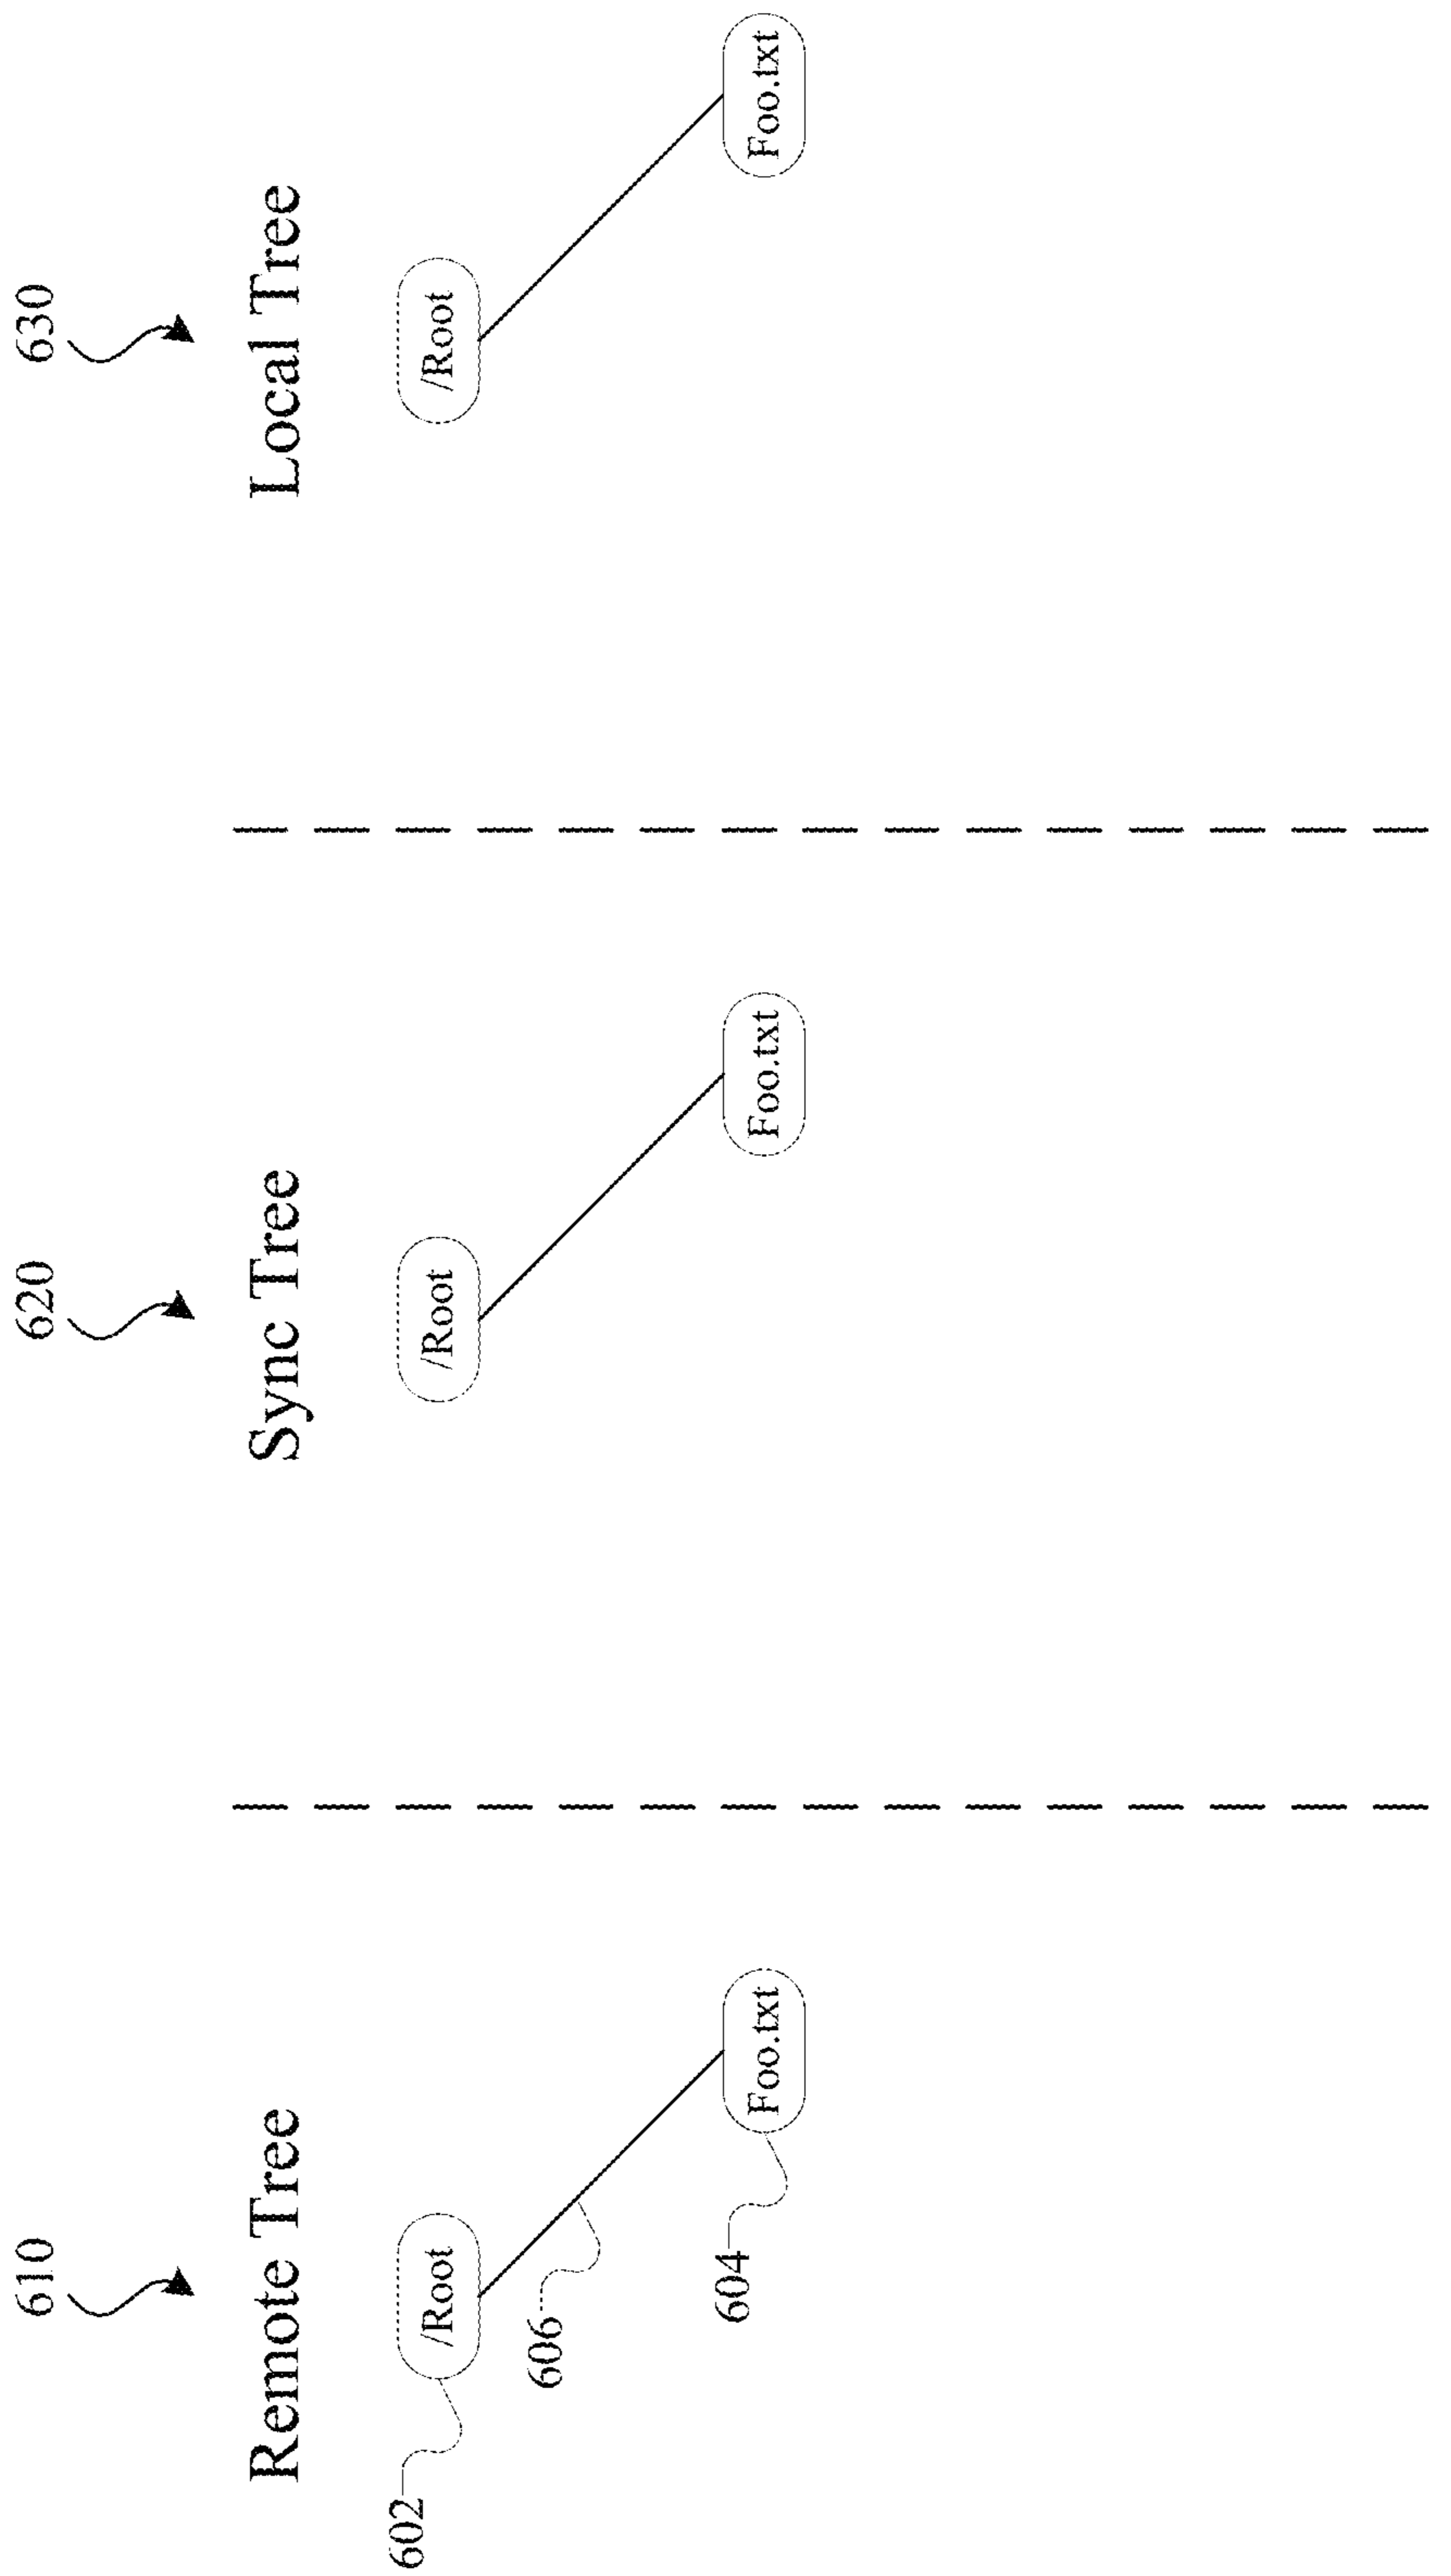 610
620
630
Remote Tree
Sync Tree
Local Tree
602
/Root
/Root
/Root
606
604
Foo.txt
Foo.txt
Foo.txt